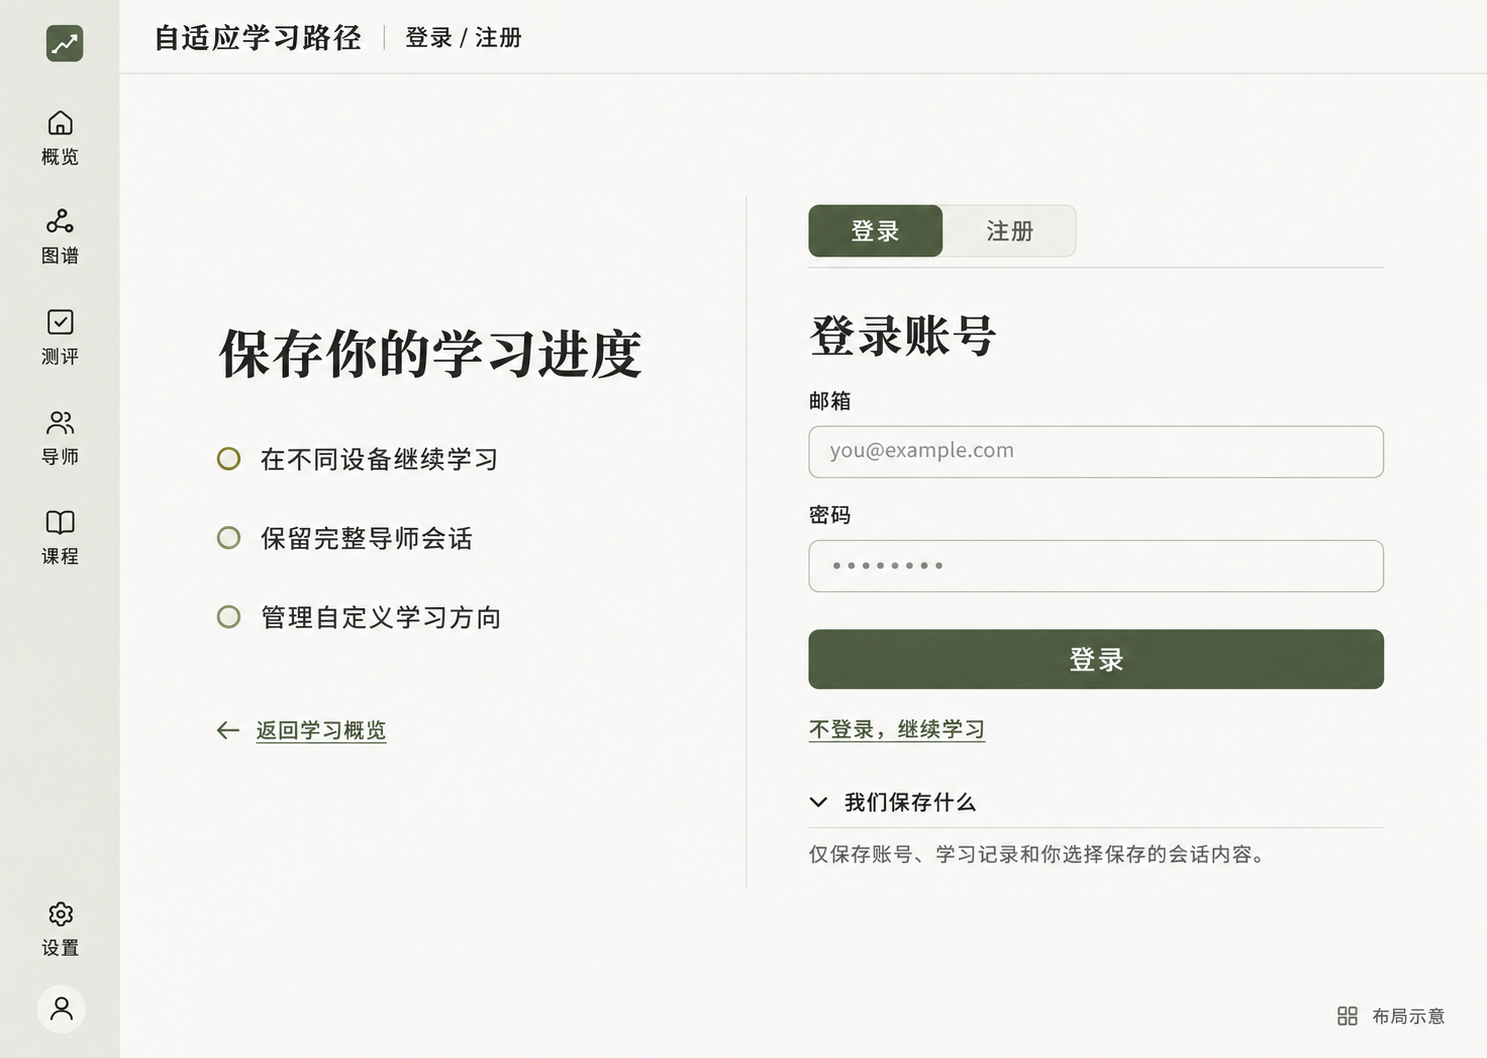 自适应学习路径
登录 / 注册
概览
图谱
测评
导师
课程
设置
保存你的学习进度
在不同设备继续学习
保留完整导师会话
管理自定义学习方向
返回学习概览
登录
注册
登录账号
邮箱
you@example.com
密码
登录
不登录，继续学习
我们保存什么
仅保存账号、学习记录和你选择保存的会话内容。
布局示意